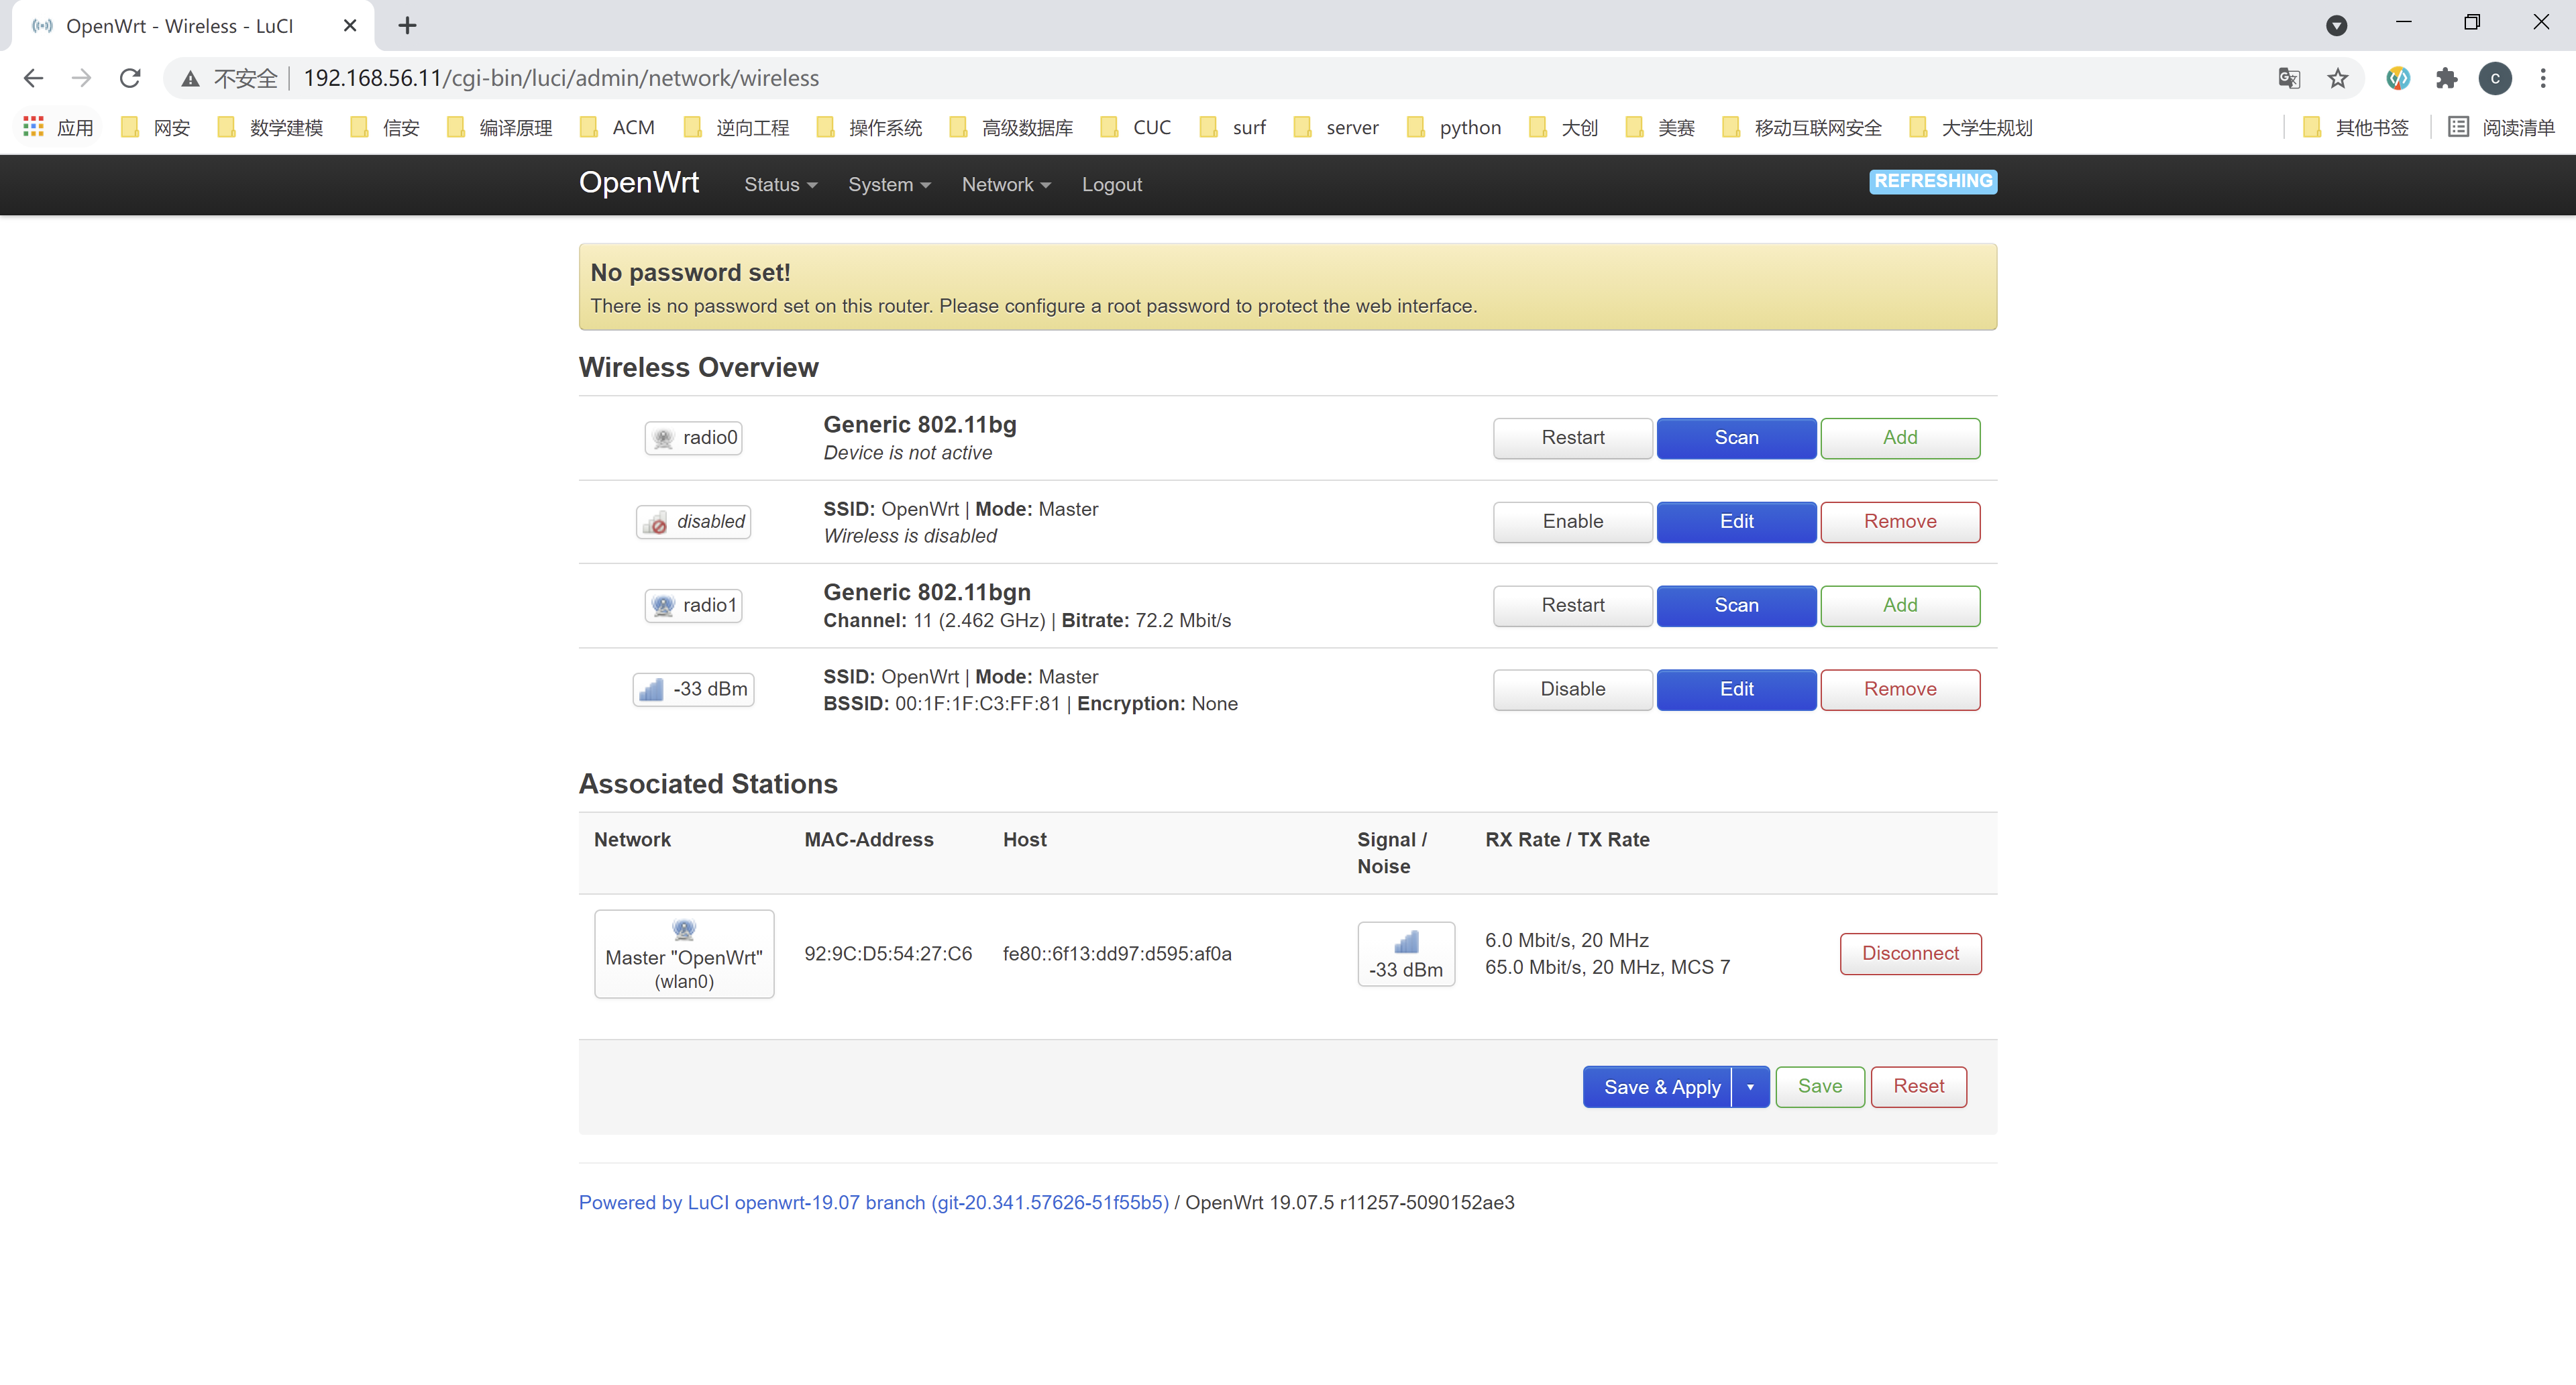 OpenWrt - Wireless - LuCI
不安全 192.168.56.11/cgi-bin/luci/admin/network/wireless
c
应用 网安 数学建模 信安 编译原理 ACM 逆向工程 操作系统 高级数据库 CUC surf server python 大创 美赛 移动互联网安全 大学生规划 其他书签 阅读清单
OpenWrt Status System Network Logout REFRESHING
No password set!
There is no password set on this router. Please configure a root password to protect the web interface.
Wireless Overview
radio0 Generic 802.11bg Restart Scan Add
Device is not active
disabled SSID: OpenWrt | Mode: Master Enable Edit Remove
Wireless is disabled
radio1 Generic 802.11bgn Restart Scan Add
Channel: 11 (2.462 GHz) | Bitrate: 72.2 Mbit/s
-33 dBm SSID: OpenWrt | Mode: Master Disable Edit Remove
BSSID: 00:1F:1F:C3:FF:81 | Encryption: None
Associated Stations
Network MAC-Address Host Signal / Noise RX Rate / TX Rate
Master "OpenWrt" (wlan0) 92:9C:D5:54:27:C6 fe80::6f13:dd97:d595:af0a -33 dBm 6.0 Mbit/s, 20 MHz
65.0 Mbit/s, 20 MHz, MCS 7 Disconnect
Save & Apply Save Reset
Powered by LuCI openwrt-19.07 branch (git-20.341.57626-51f55b5) / OpenWrt 19.07.5 r11257-5090152ae3